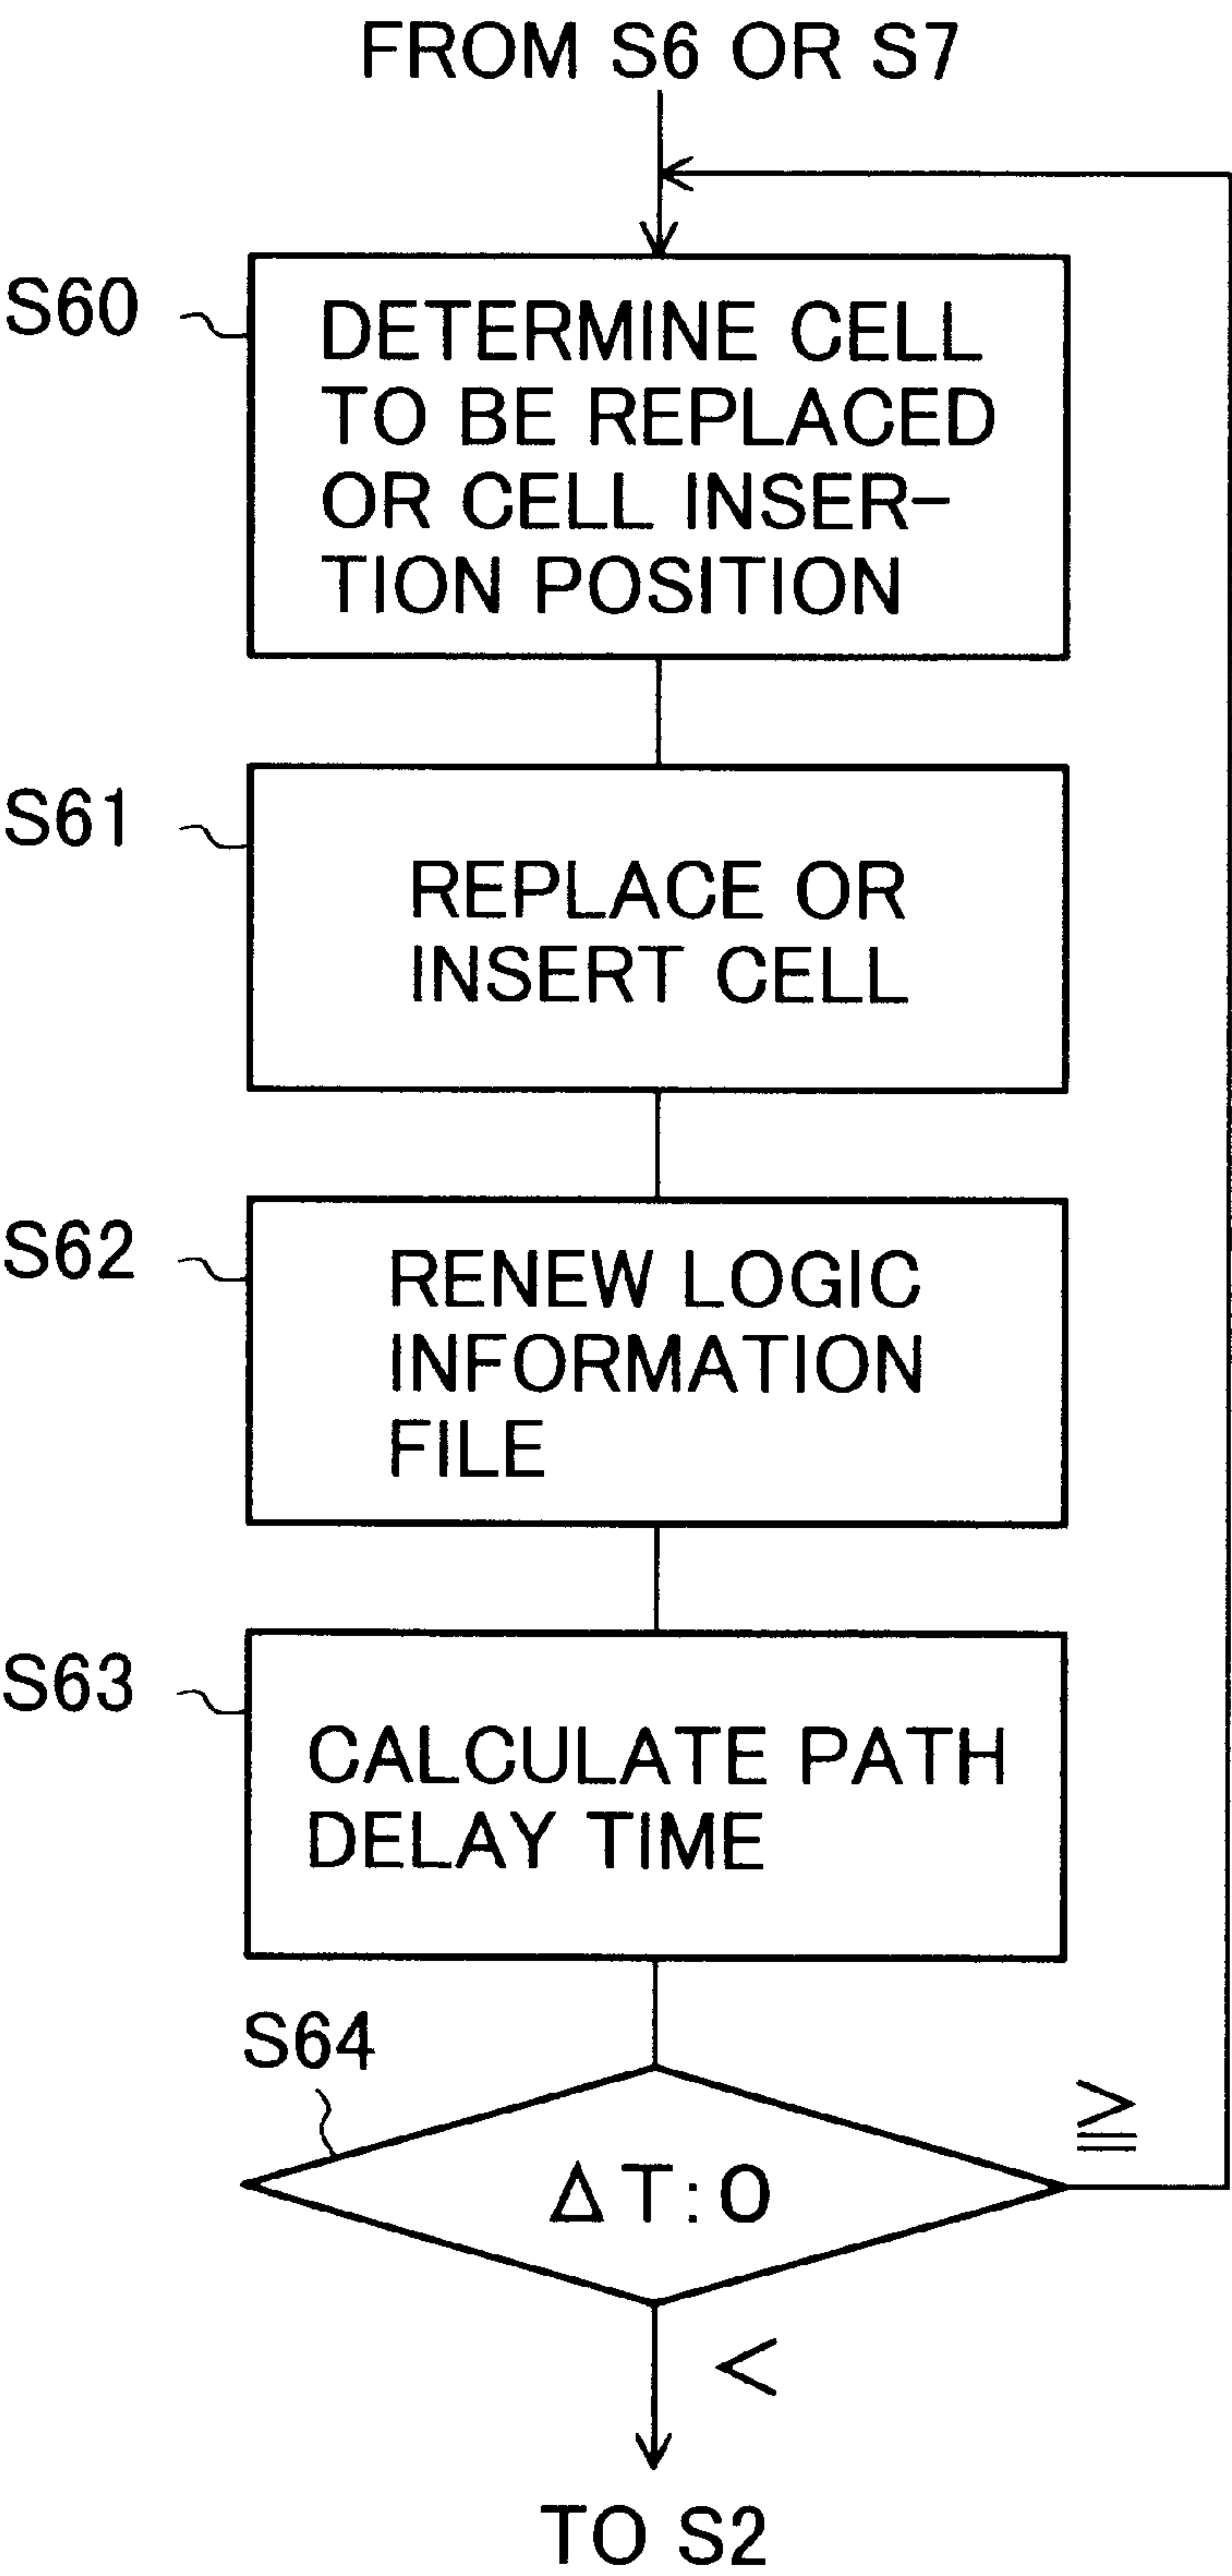 FROM S6 OR S7
S60
DETERMINE CELL
TO BE REPLACED
OR CELL INSER-
TION POSITION
S61
REPLACE OR
INSERT CELL
S62
RENEW LOGIC
INFORMATION
FILE
S63
CALCULATE PATH
DELAY TIME
S64
ΔT:0
≧
<
TO S2